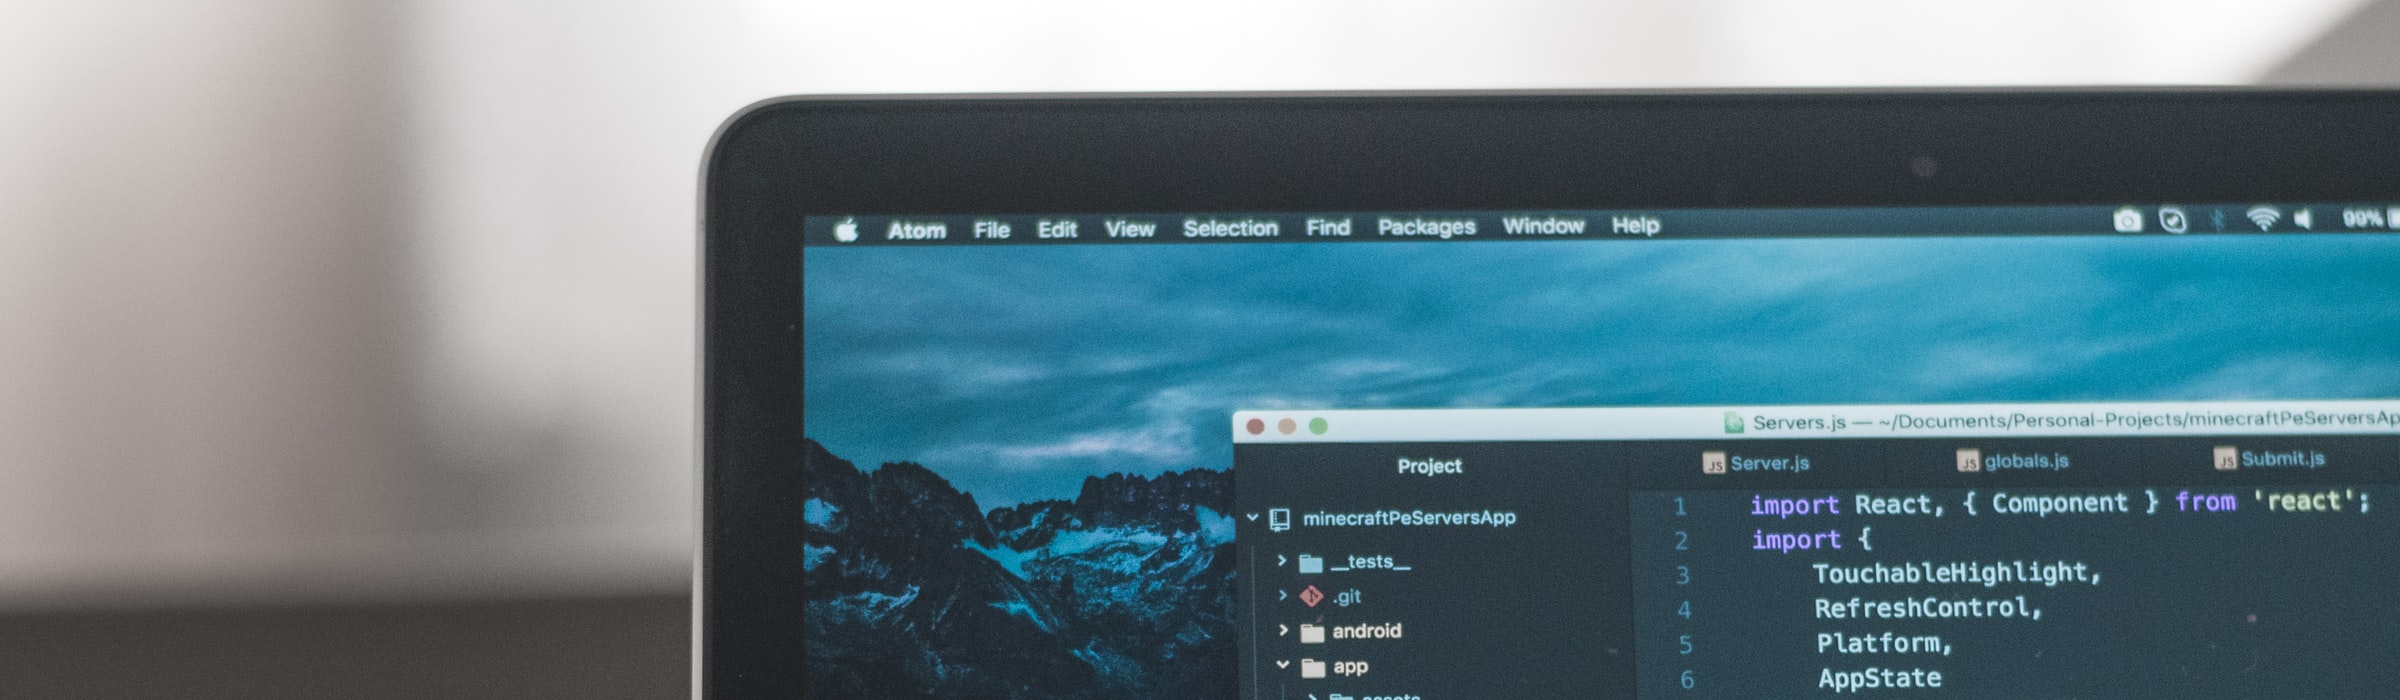 Atom File Edit View Selection Find Packages Window Help 99%
Servers.js — ~/Documents/Personal-Projects/minecraftPeServersAp
Project
Server.js globals.js Submit.js
minecraftPeServersApp
__tests__
.git
android
app
assets
1 import React, { Component } from 'react';
2 import {
3 TouchableHighlight,
4 RefreshControl,
5 Platform,
6 AppState